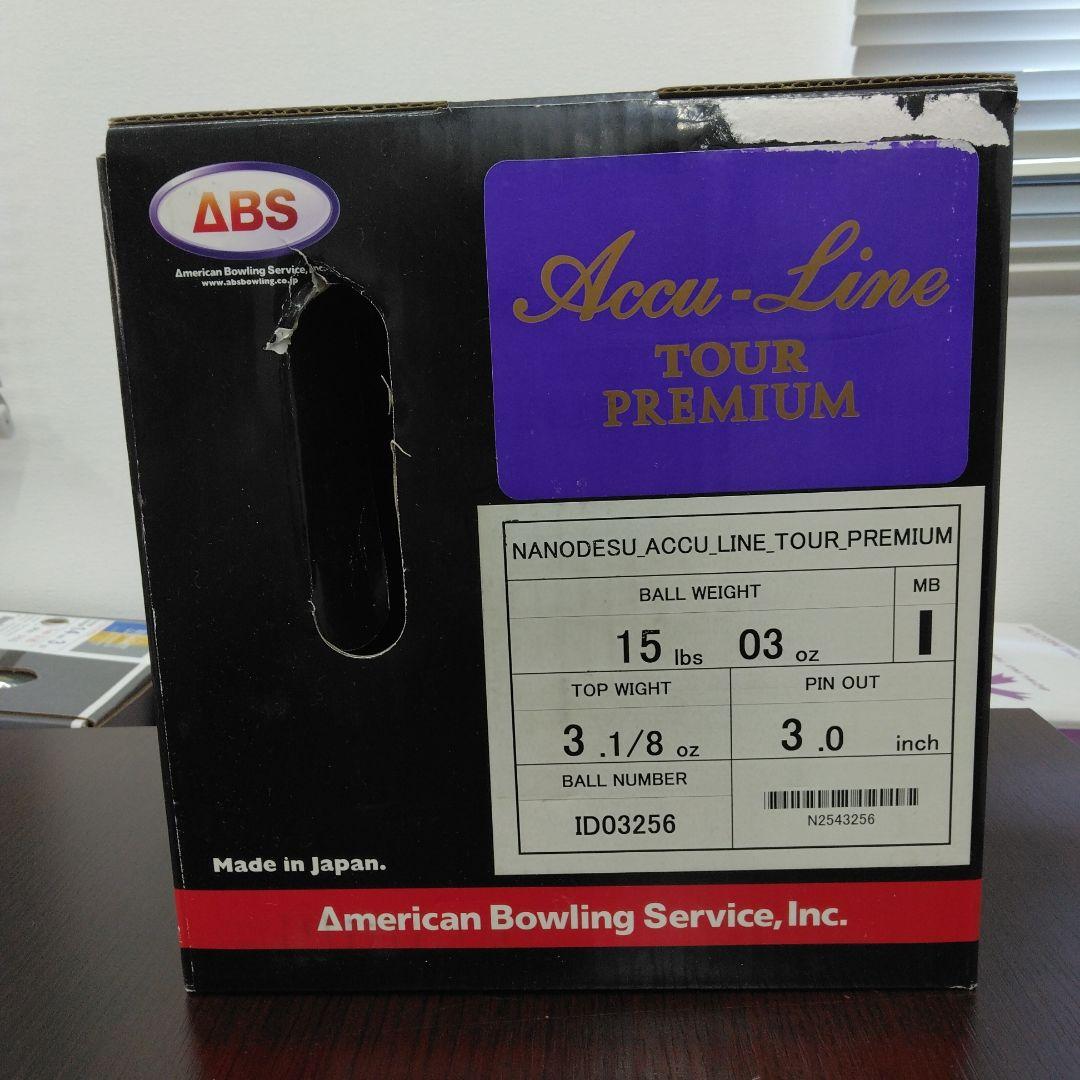 ABS
American Bowling Service, Inc.
www.absbowling.co.jp
Accu-Line
TOUR
PREMIUM
NANODESU_ACCU_LINE_TOUR_PREMIUM
BALL WEIGHT
MB
15 lbs 03 oz
I
TOP WIGHT
PIN OUT
3 .1/8 oz
3 .0 inch
BALL NUMBER
ID03256
N2543256
Made in Japan.
American Bowling Service, Inc.